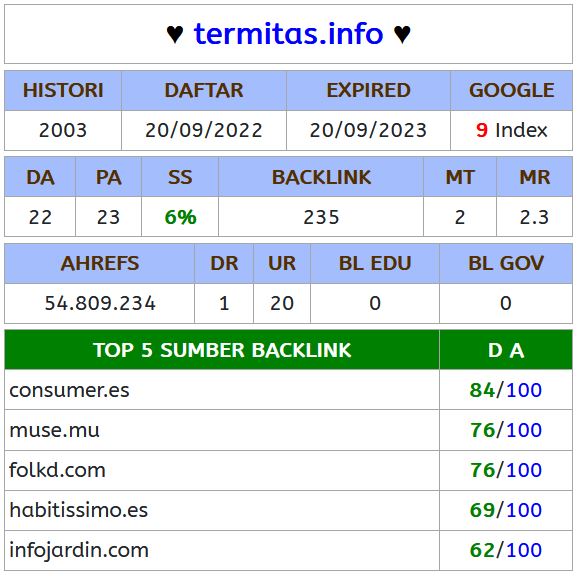 ♥ termitas.info ♥
HISTORI DAFTAR EXPIRED GOOGLE
2003 20/09/2022 20/09/2023 9 Index
DA PA SS BACKLINK MT MR
22 23 6% 235 2 2.3
AHREFS DR UR BL EDU BL GOV
54.809.234 1 20 0 0
TOP 5 SUMBER BACKLINK D A
consumer.es 84/100
muse.mu 76/100
folkd.com 76/100
habitissimo.es 69/100
infojardin.com 62/100